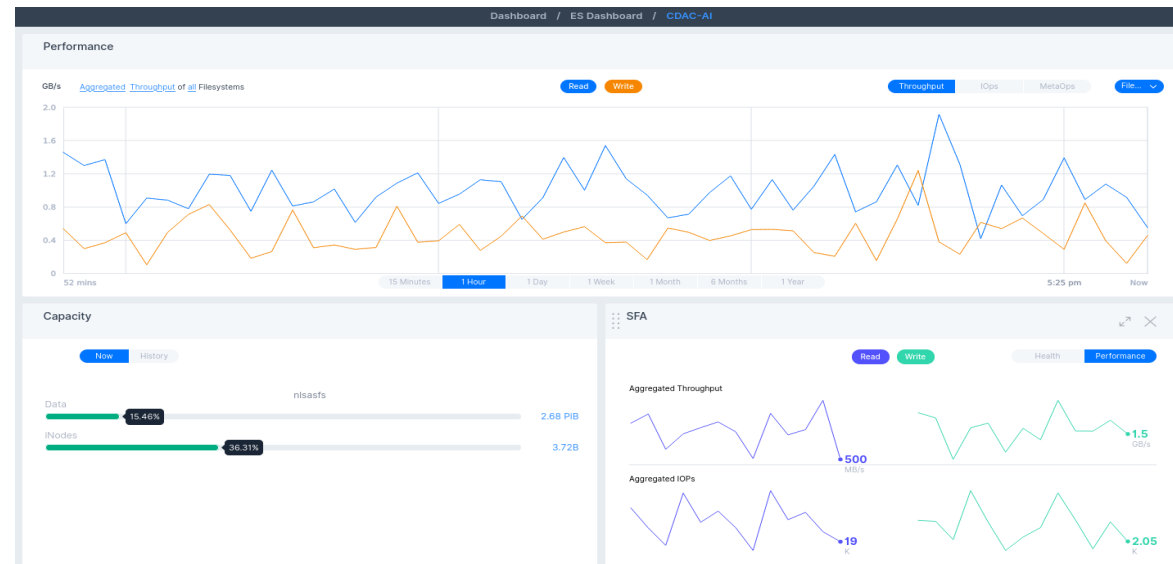 Dashboard / ES Dashboard / CDAC-AI
Performance
GB/s Aggregated Throughput of all Filesystems Read Write Throughput IOps MetaOps File...
2.0
1.6
1.2
0.8
0.4
0
52 mins 15 Minutes 1 Hour 1 Day 1 Week 1 Month 6 Months 1 Year 5:25 pm Now
Capacity
Now History
nlsasfs
Data
15.46% 2.68 PiB
INodes
36.31% 3.72B
SFA
Read Write Health Performance
Aggregated Throughput
500
MB/s
1.5
GB/s
Aggregated IOPs
19
K
2.05
K